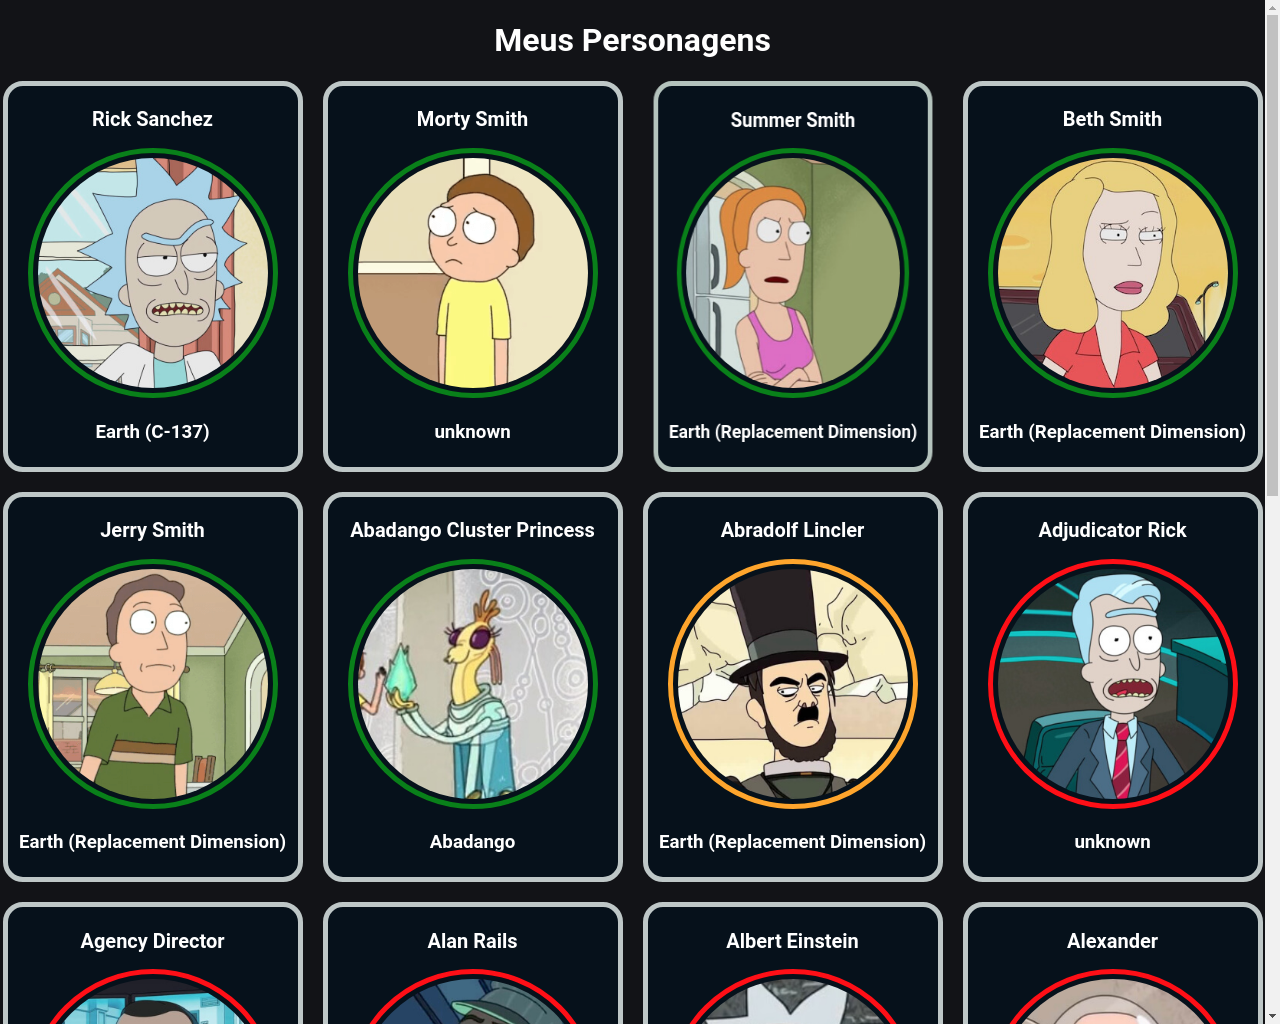 Meus Personagens
Rick Sanchez
Earth (C-137)
Morty Smith
unknown
Summer Smith
Earth (Replacement Dimension)
Beth Smith
Earth (Replacement Dimension)
Jerry Smith
Earth (Replacement Dimension)
Abadango Cluster Princess
Abadango
Abradolf Lincler
Earth (Replacement Dimension)
Adjudicator Rick
unknown
Agency Director
Alan Rails
Albert Einstein
Alexander